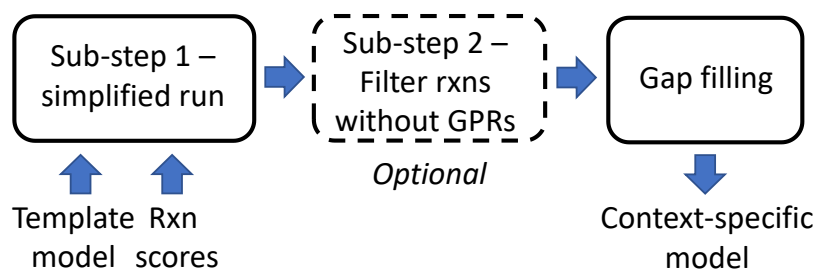 Sub-step 1 –
simplified run
Sub-step 2 –
Filter rxns
without GPRs
Gap filling
Optional
Template
model
Rxn
scores
Context-specific
model